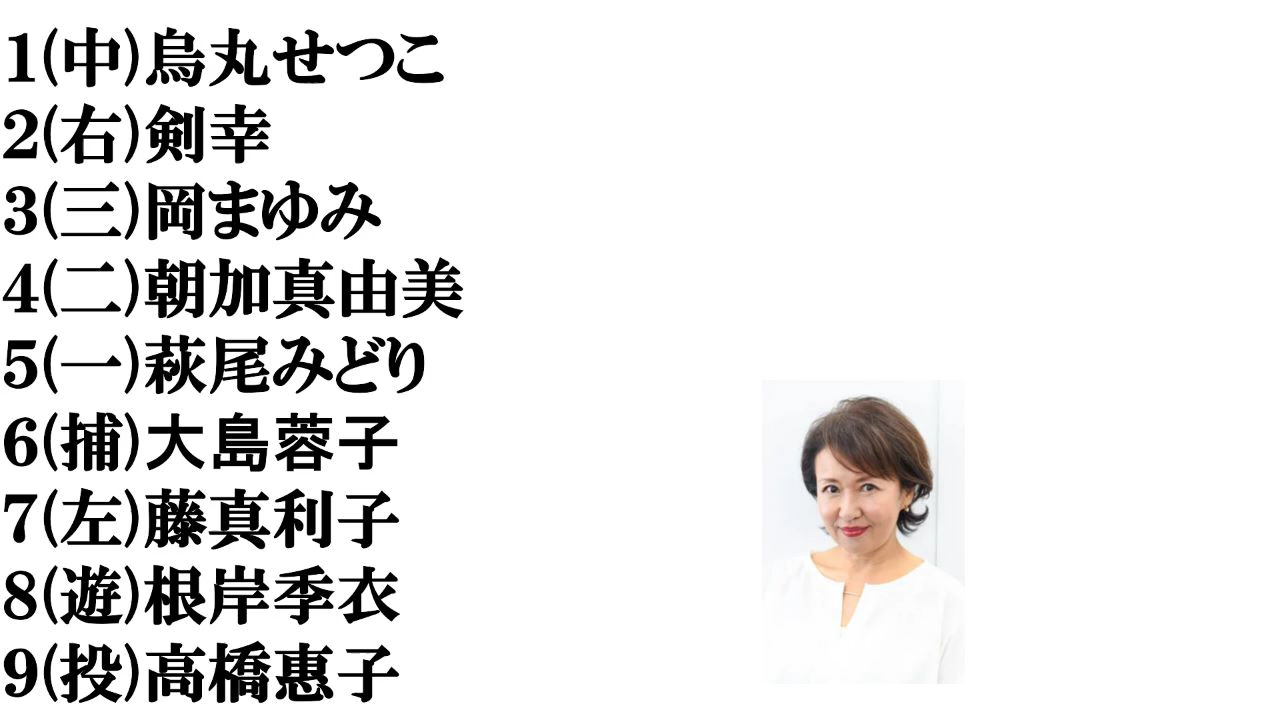 1(中)烏丸せつこ
2(右)剣幸
3(三)岡まゆみ
4(二)朝加真由美
5(一)萩尾みどり
6(捕)大島蓉子
7(左)藤真利子
8(遊)根岸季衣
9(投)高橋惠子